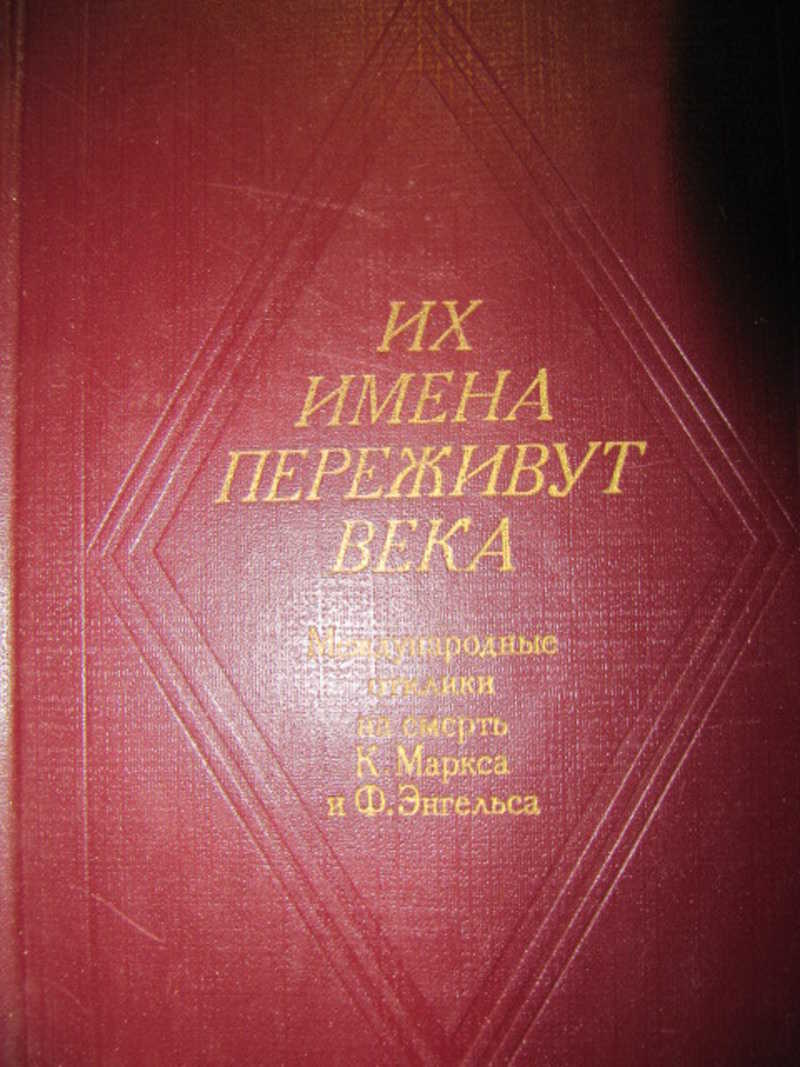 ИХ
ИМЕНА
ПЕРЕЖИВУТ
ВЕКА
Международные
отклики
на смерть
К. Маркса
и Ф. Энгельса